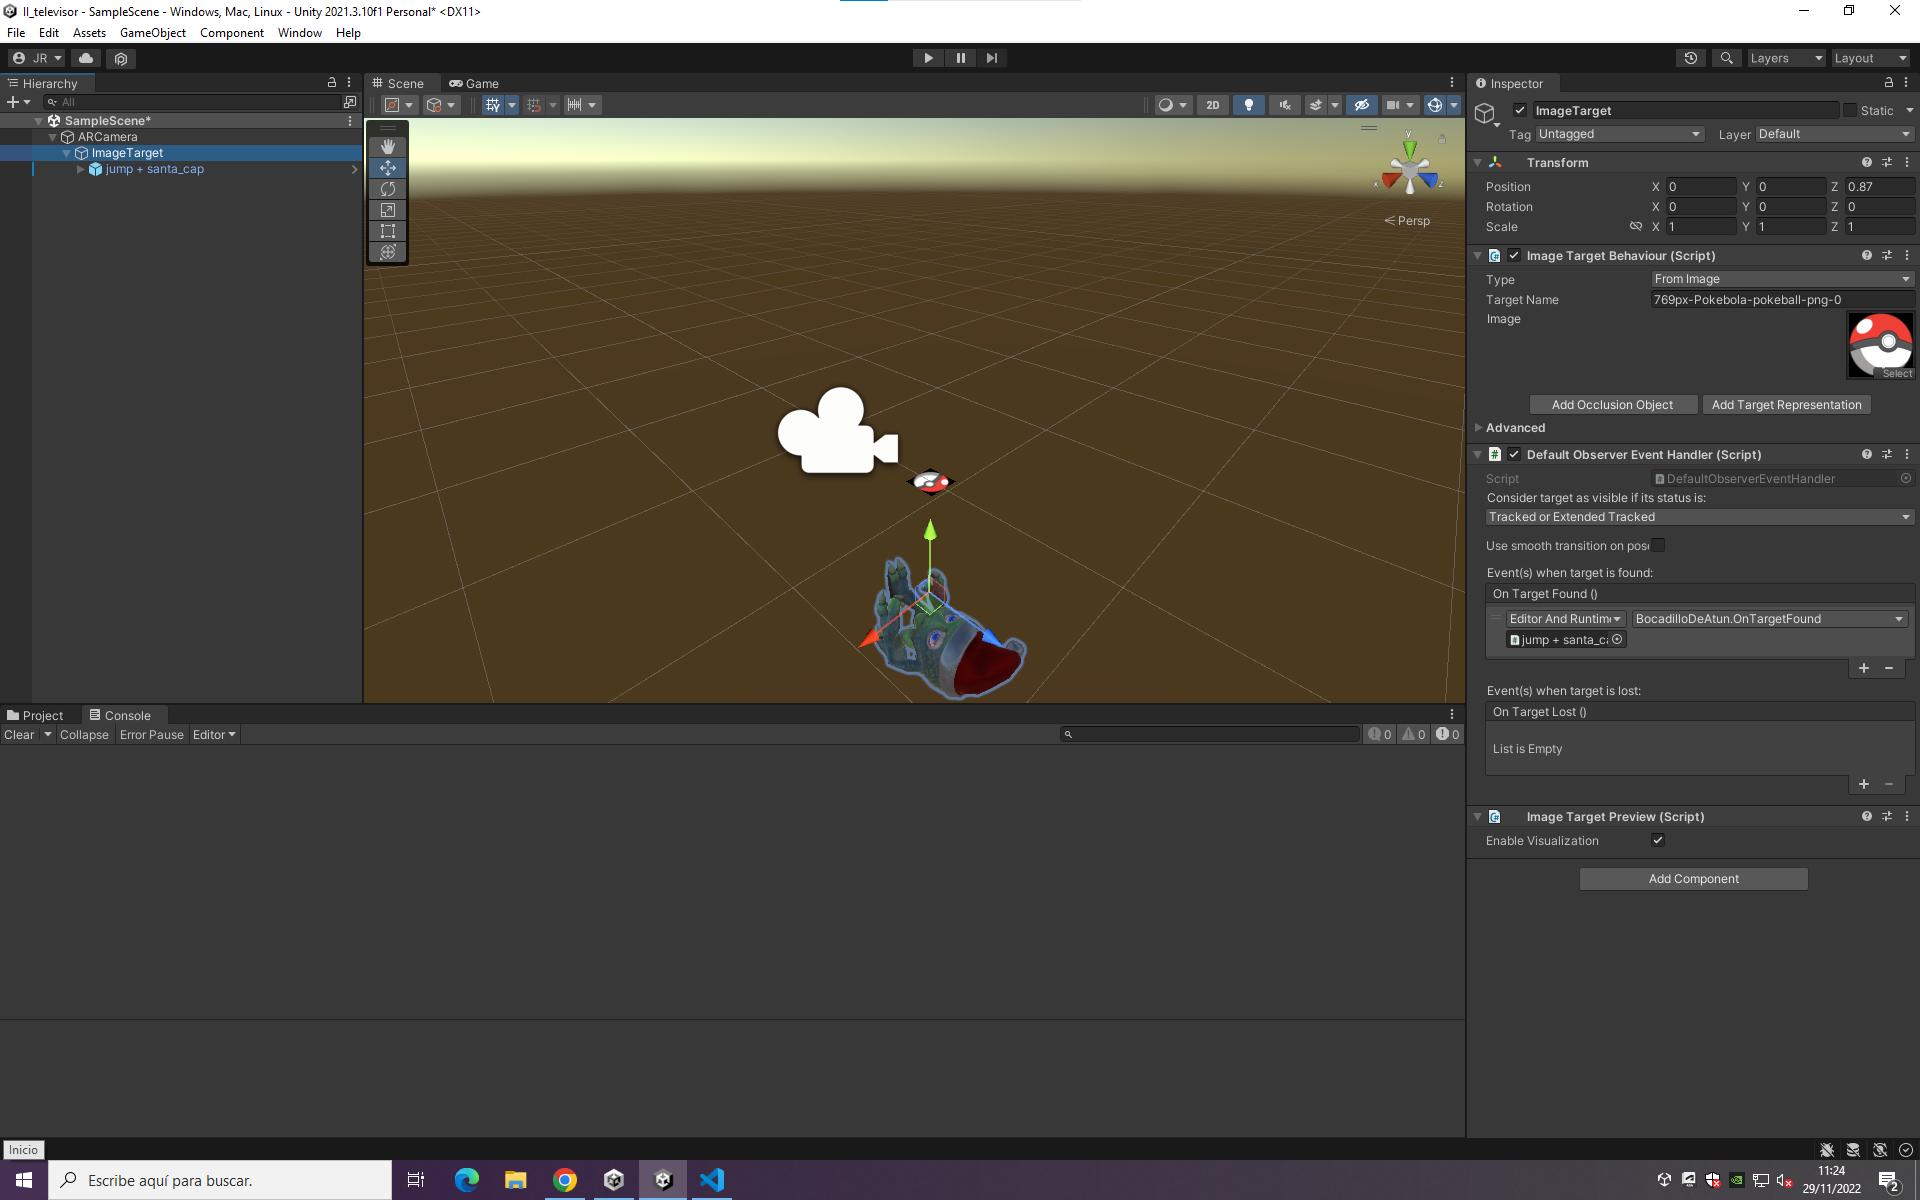 II_televisor - SampleScene - Windows, Mac, Linux - Unity 2021.3.10f1 Personal* <DX11>
File Edit Assets GameObject Component Window Help
JR
Layers Layout
Hierarchy
All
SampleScene*
ARCamera
ImageTarget
jump + santa_cap
Scene Game
2D
y
x
z
Persp
Inspector
ImageTarget Static
Tag Untagged Layer Default
Transform
Position X 0 Y 0 Z 0.87
Rotation X 0 Y 0 Z 0
Scale X 1 Y 1 Z 1
Image Target Behaviour (Script)
Type From Image
Target Name 769px-Pokebola-pokeball-png-0
Image
Select
Add Occlusion Object Add Target Representation
Advanced
Default Observer Event Handler (Script)
Script DefaultObserverEventHandler
Consider target as visible if its status is:
Tracked or Extended Tracked
Use smooth transition on pose
Event(s) when target is found:
On Target Found ()
Editor And Runtime BocadilloDeAtun.OnTargetFound
jump + santa_ca
Event(s) when target is lost:
On Target Lost ()
List is Empty
Image Target Preview (Script)
Enable Visualization
Add Component
Project Console
Clear Collapse Error Pause Editor
0 0 0
Inicio
Escribe aquí para buscar.
11:24
29/11/2022
2